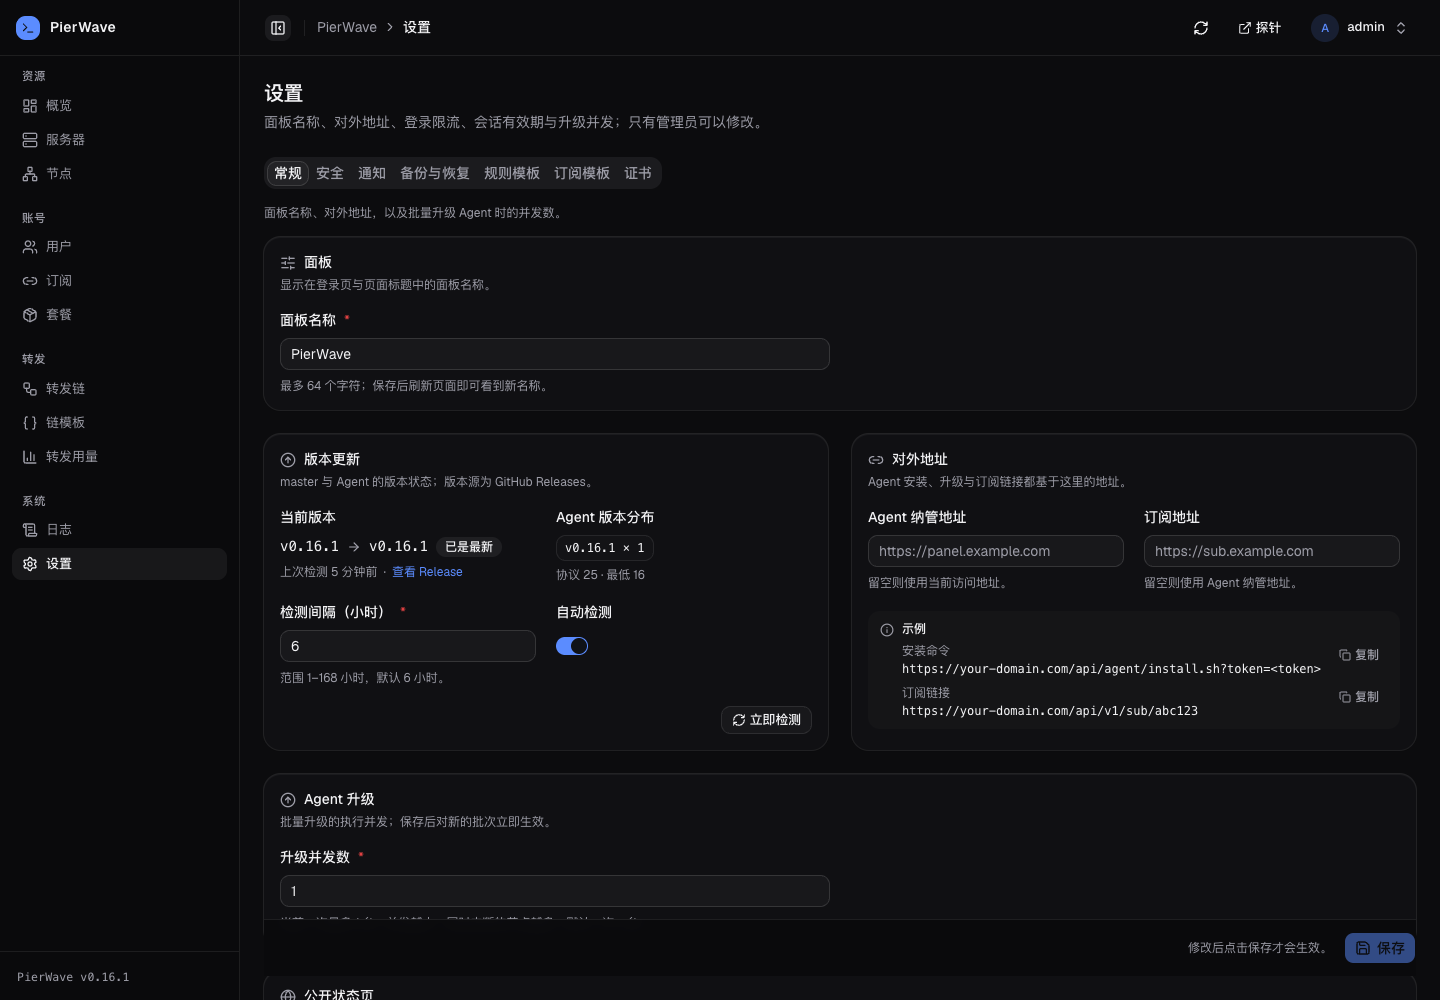 PierWave
资源
概览
服务器
节点
账号
用户
订阅
套餐
转发
转发链
链模板
转发用量
系统
日志
设置
PierWave v0.16.1
PierWave > 设置
探针
A admin
设置
面板名称、对外地址、登录限流、会话有效期与升级并发；只有管理员可以修改。
常规 安全 通知 备份与恢复 规则模板 订阅模板 证书
面板名称、对外地址，以及批量升级 Agent 时的并发数。
面板
显示在登录页与页面标题中的面板名称。
面板名称 *
PierWave
最多 64 个字符；保存后刷新页面即可看到新名称。
版本更新
master 与 Agent 的版本状态；版本源为 GitHub Releases。
当前版本
v0.16.1 → v0.16.1 已是最新
上次检测 5 分钟前 · 查看 Release
Agent 版本分布
v0.16.1 × 1
协议 25 · 最低 16
检测间隔（小时） *
6
范围 1–168 小时，默认 6 小时。
自动检测
立即检测
对外地址
Agent 安装、升级与订阅链接都基于这里的地址。
Agent 纳管地址
https://panel.example.com
留空则使用当前访问地址。
订阅地址
https://sub.example.com
留空则使用 Agent 纳管地址。
示例
安装命令
https://your-domain.com/api/agent/install.sh?token=<token>
复制
订阅链接
https://your-domain.com/api/v1/sub/abc123
复制
Agent 升级
批量升级的执行并发；保存后对新的批次立即生效。
升级并发数 *
1
修改后点击保存才会生效。
保存
公开状态页